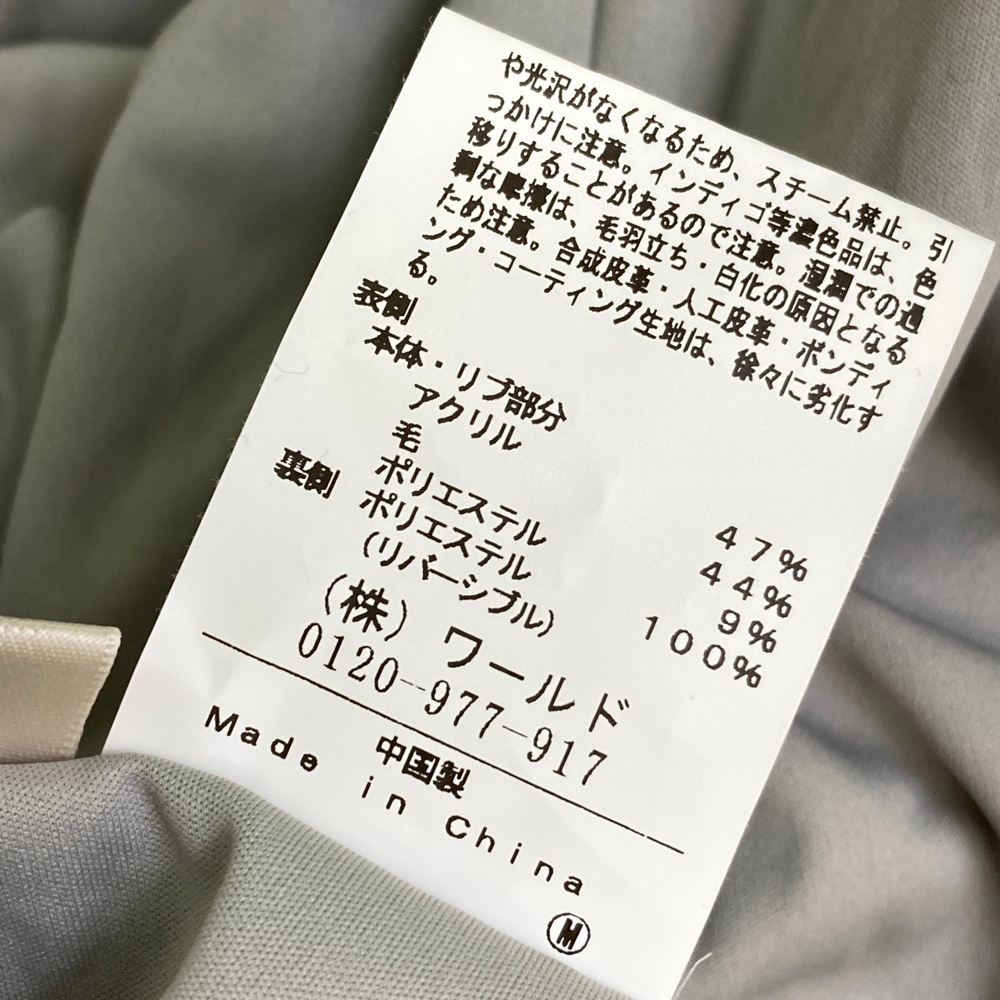 や光沢がなくなるため、スチーム禁止。引
っかけに注意。インディゴ等濃色品は、色
移りすることがあるので注意。湿潤での過
剰な摩擦は、毛羽立ち・白化の原因となる
ため注意。合成皮革・人工皮革・ボンディ
ング・コーティング生地は、徐々に劣化す
る。
表側
本体・リブ部分
アクリル 47%
毛 44%
ポリエステル 9%
裏側 ポリエステル 100%
(リバーシブル)
(株) ワールド
0120-977-917
中国製
Made in China
M